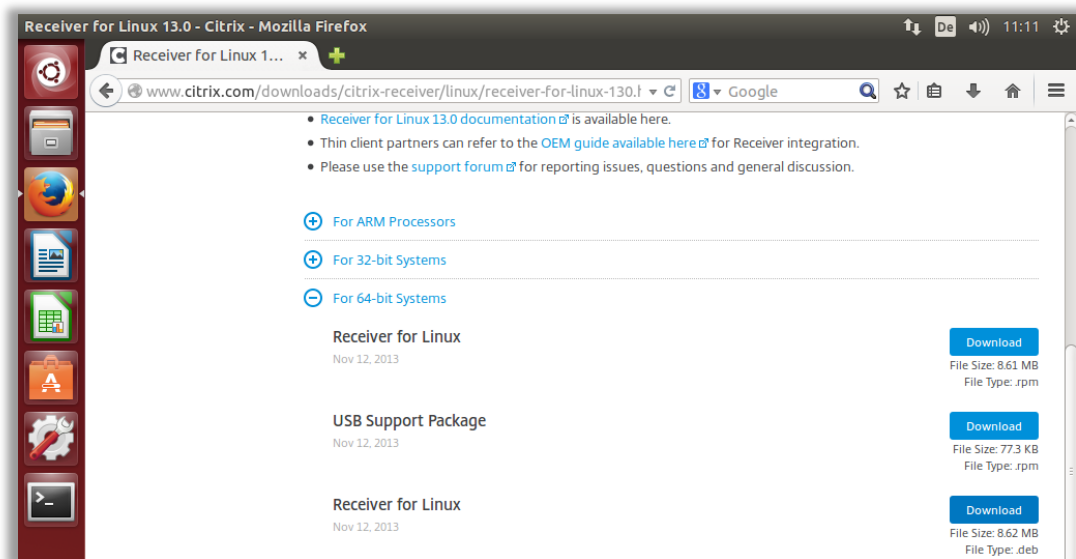 Receiver for Linux 13.0 - Citrix - Mozilla Firefox
De
11:11
Receiver for Linux 1...
www.citrix.com/downloads/citrix-receiver/linux/receiver-for-linux-130.h
8
Google
Receiver for Linux 13.0 documentation is available here.
Thin client partners can refer to the OEM guide available here for Receiver integration.
Please use the support forum for reporting issues, questions and general discussion.
For ARM Processors
For 32-bit Systems
For 64-bit Systems
Receiver for Linux
Download
Nov 12, 2013
File Size: 8.61 MB
File Type: .rpm
USB Support Package
Download
Nov 12, 2013
File Size: 77.3 KB
File Type: .rpm
Receiver for Linux
Download
Nov 12, 2013
File Size: 8.62 MB
File Type: .deb